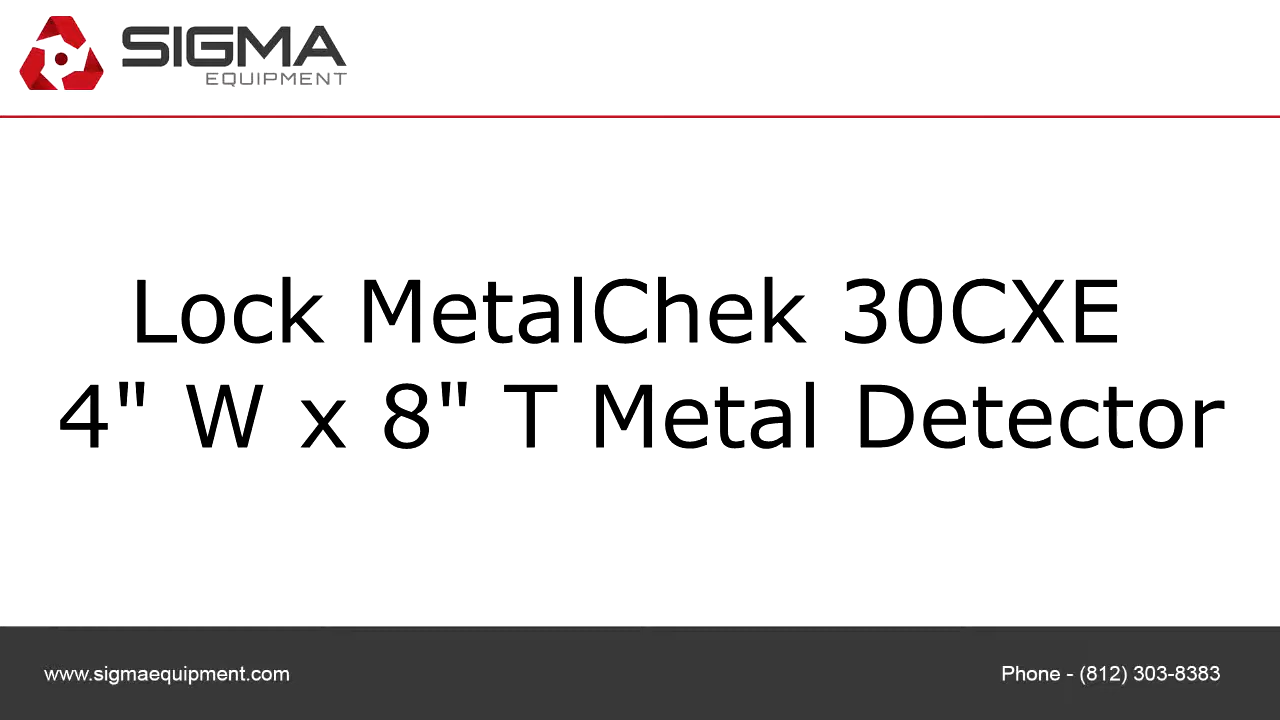 SIGMA
EQUIPMENT
Lock MetalChek 30CXE
4" W x 8" T Metal Detector
www.sigmaequipment.com
Phone - (812) 303-8383